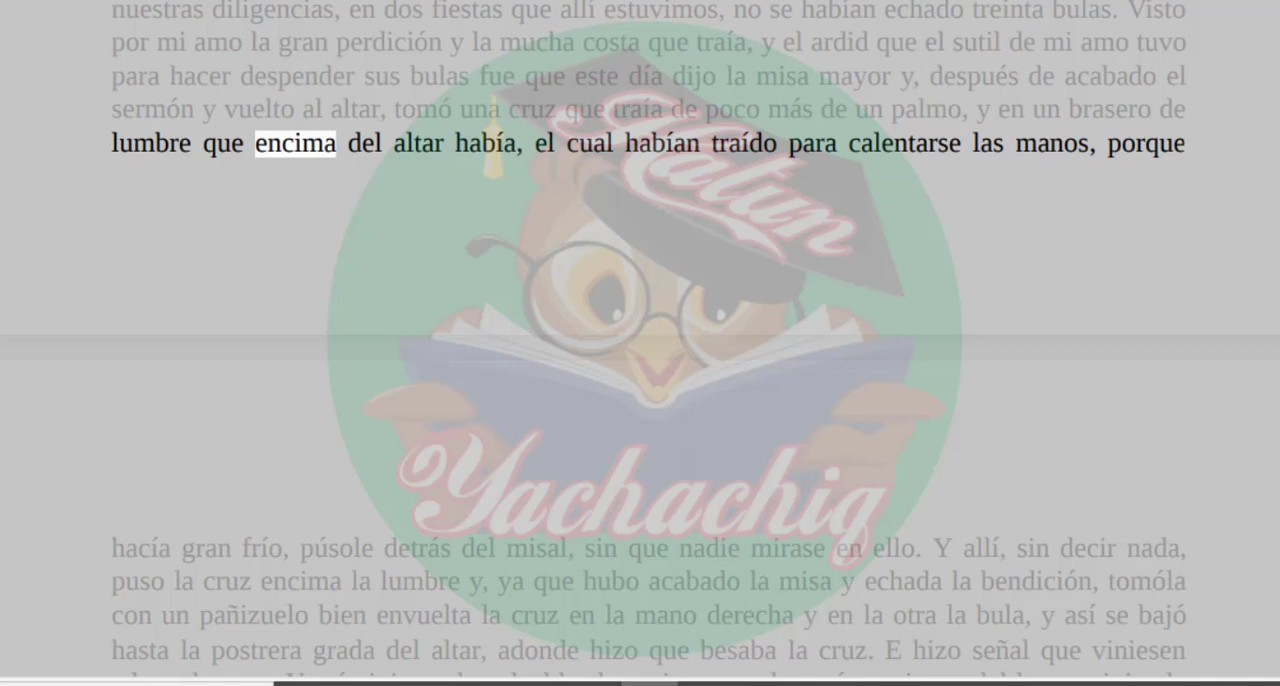 nuestras diligencias, en dos fiestas que allí estuvimos, no se habían echado treinta bulas. Visto
por mi amo la gran perdición y la mucha costa que traía, y el ardid que el sutil de mi amo tuvo
para hacer despender sus bulas fue que este día dijo la misa mayor y, después de acabado el
sermón y vuelto al altar, tomó una cruz que traía de poco más de un palmo, y en un brasero de
lumbre que encima del altar había, el cual habían traído para calentarse las manos, porque
Katun
Yachachiq
hacía gran frío, púsole detrás del misal, sin que nadie mirase en ello. Y allí, sin decir nada,
puso la cruz encima la lumbre y, ya que hubo acabado la misa y echada la bendición, tomóla
con un pañizuelo bien envuelta la cruz en la mano derecha y en la otra la bula, y así se bajó
hasta la postrera grada del altar, adonde hizo que besaba la cruz. E hizo señal que viniesen